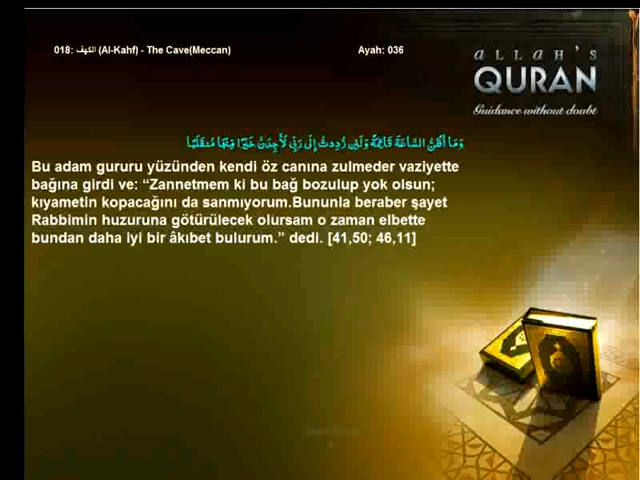 018: الكهف (Al-Kahf) - The Cave(Meccan) Ayah: 036
ALLAH'S
QURAN
Guidance without doubt
وَمَا أَظُنُّ السَّاعَةَ قَائِمَةً وَلَئِن رُّدِدتُّ إِلَىٰ رَبِّي لَأَجِدَنَّ خَيْرًا مِّنْهَا مُنقَلَبًا
Bu adam gururu yüzünden kendi öz canına zulmeder vaziyette
bağına girdi ve: “Zannetmem ki bu bağ bozulup yok olsun;
kıyametin kopacağını da sanmıyorum.Bununla beraber şayet
Rabbimin huzuruna götürülecek olursam o zaman elbette
bundan daha iyi bir âkıbet bulurum.” dedi. [41,50; 46,11]